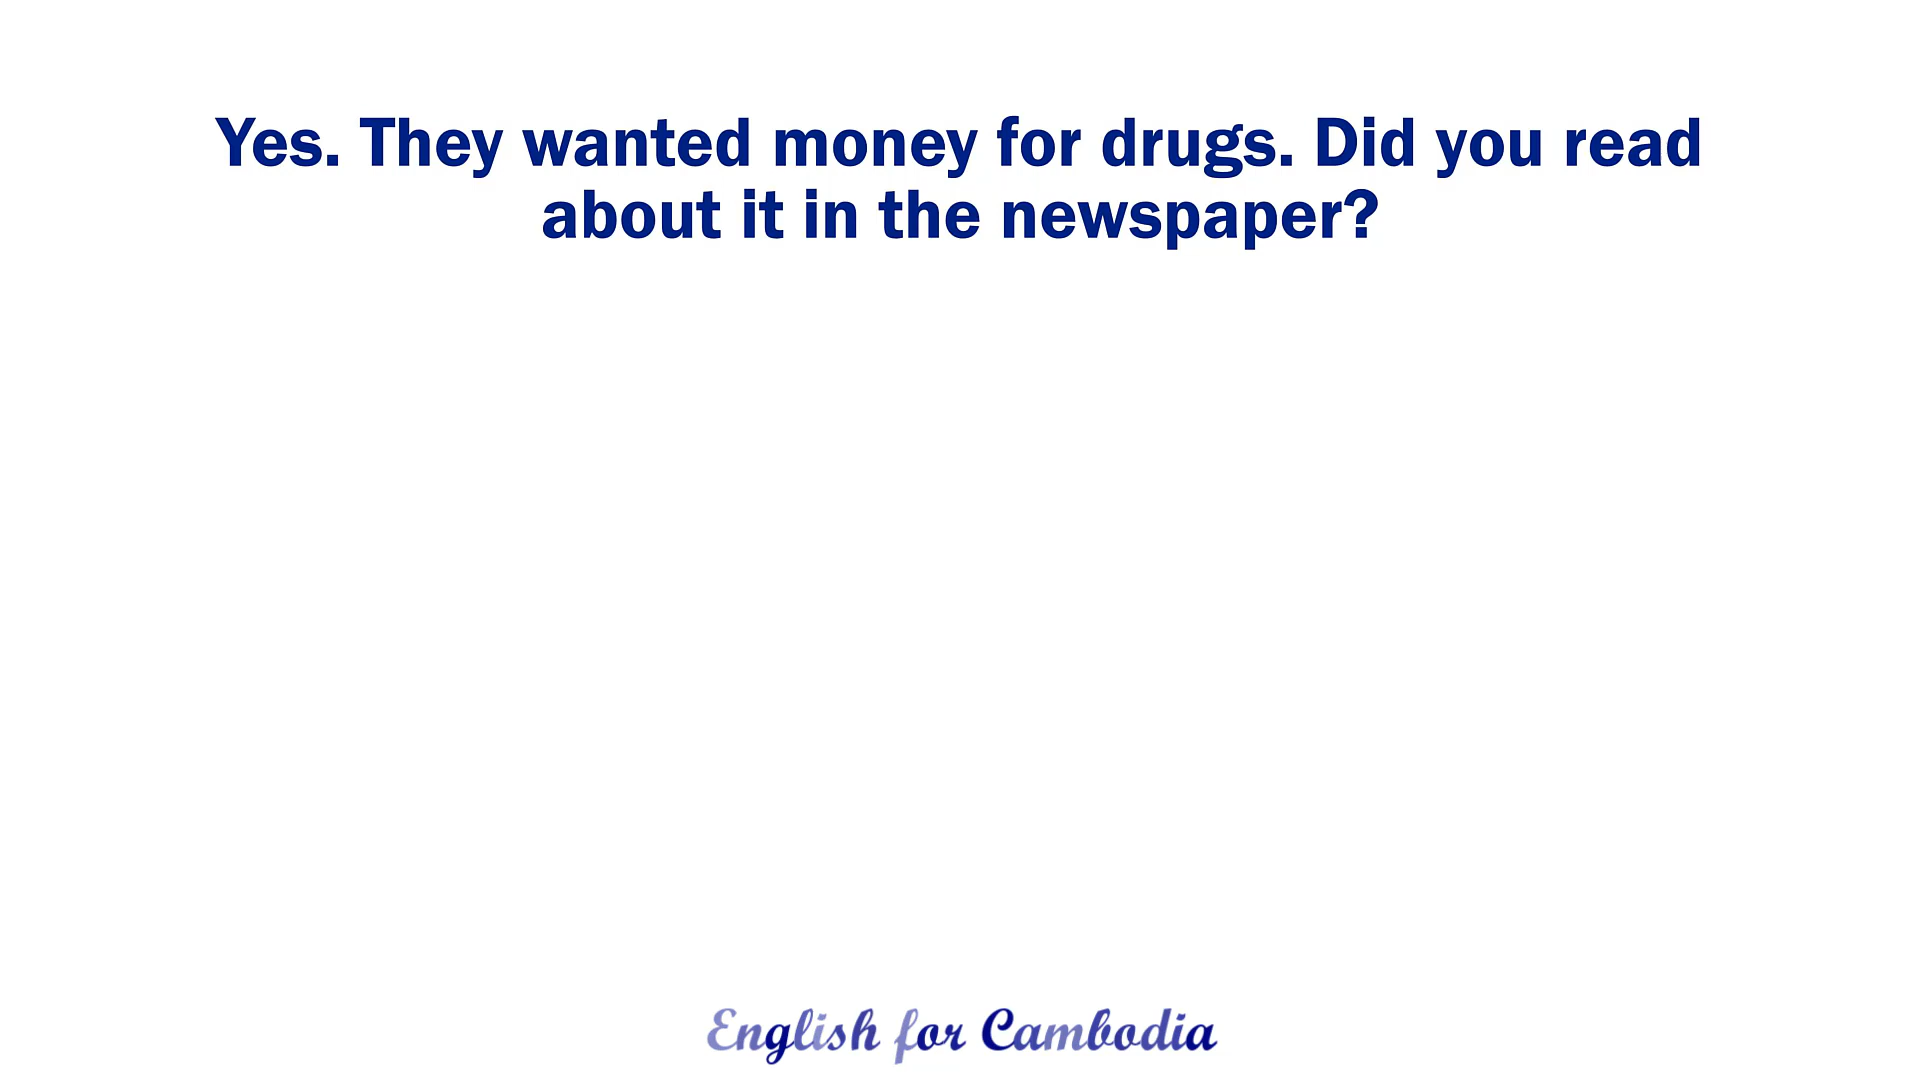 Yes. They wanted money for drugs. Did you read
about it in the newspaper?
English for Cambodia